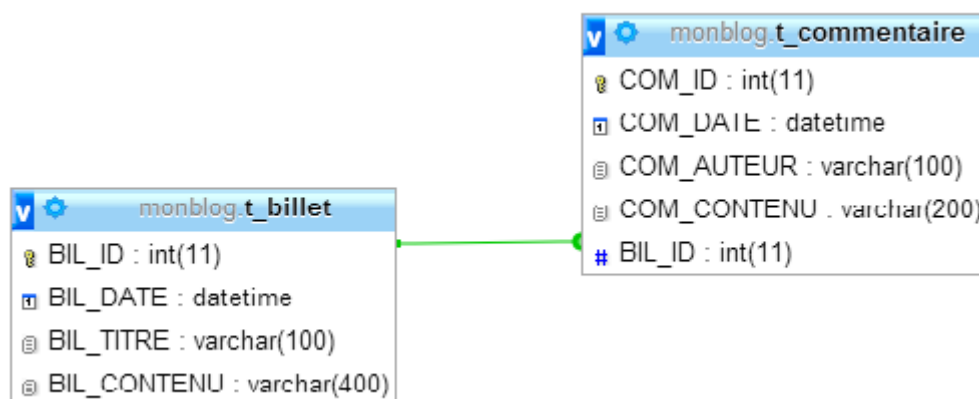 monblog.t_commentaire
COM_ID : int(11)
COM_DATE : datetime
COM_AUTEUR : varchar(100)
COM_CONTENU : varchar(200)
# BIL_ID : int(11)
monblog.t_billet
BIL_ID : int(11)
BIL_DATE : datetime
BIL_TITRE : varchar(100)
BIL_CONTENU : varchar(400)